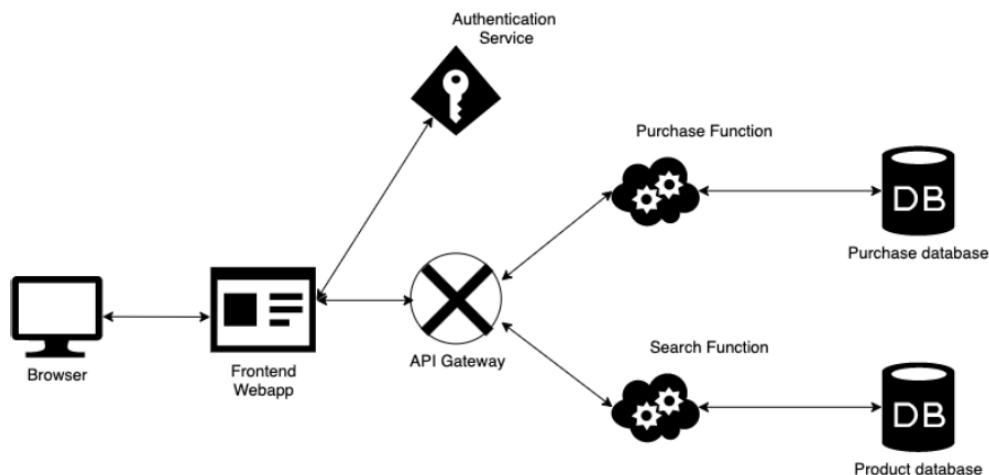 Authentication
Service
Purchase Function
DB
Purchase database
Browser
Frontend
Webapp
API Gateway
Search Function
DB
Product database